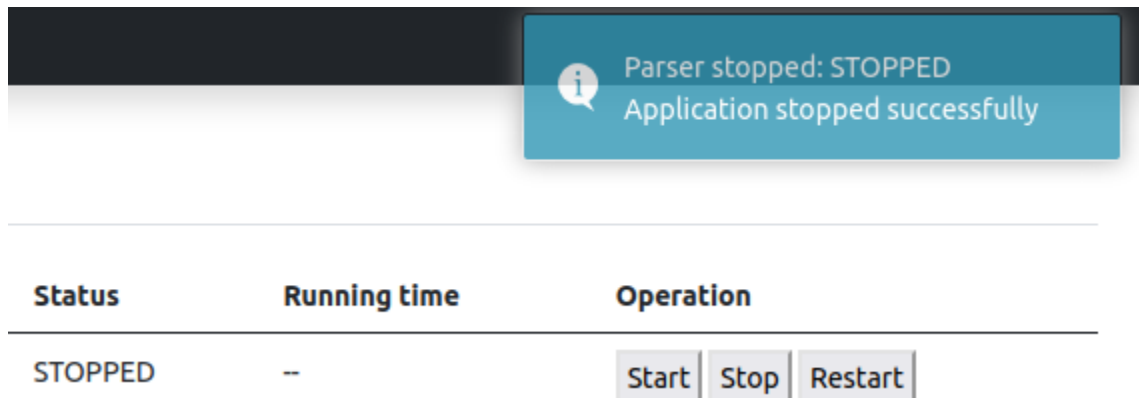 Parser stopped: STOPPED
Application stopped successfully
Status Running time Operation
STOPPED -- Start Stop Restart